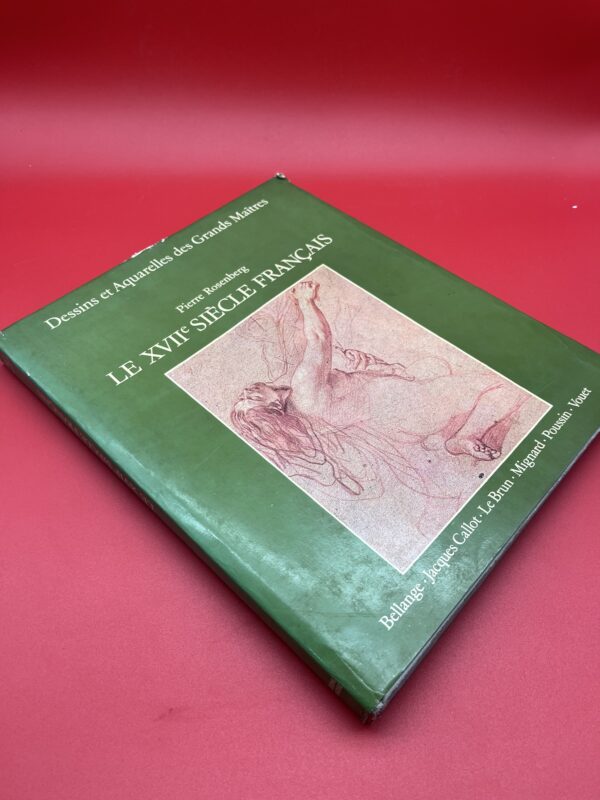 Dessins et Aquarelles des Grands Maîtres
Pierre Rosenberg
LE XVIIe SIÈCLE FRANÇAIS
Bellange · Jacques Callot · Le Brun · Mignard · Poussin · Vouet